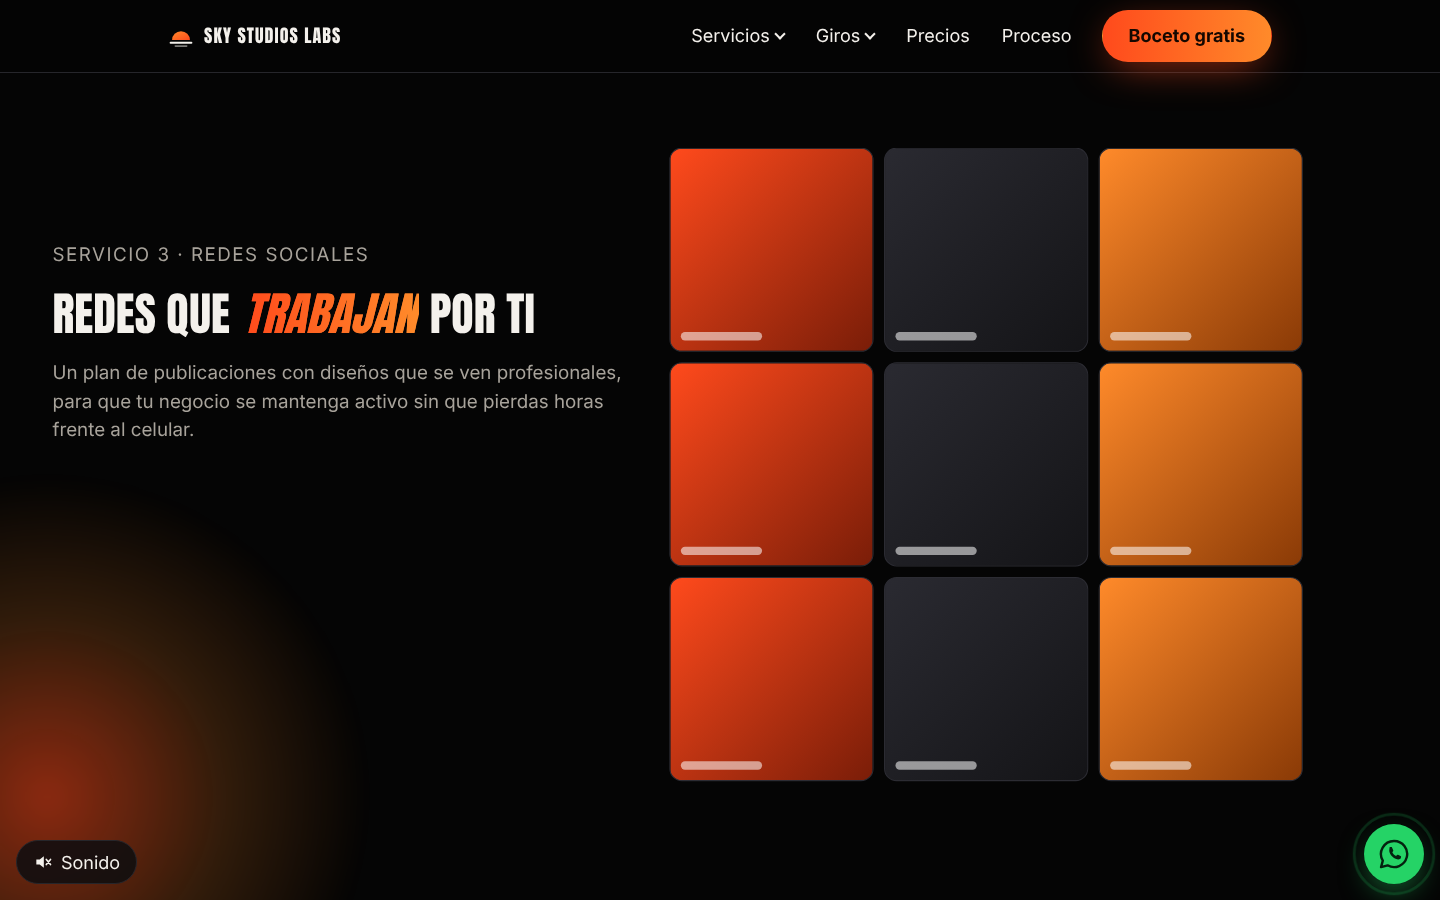 SKY STUDIOS LABS
Servicios
Giros
Precios
Proceso
Boceto gratis
SERVICIO 3 · REDES SOCIALES
REDES QUE TRABAJAN POR TI
Un plan de publicaciones con diseños que se ven profesionales,
para que tu negocio se mantenga activo sin que pierdas horas
frente al celular.
Sonido